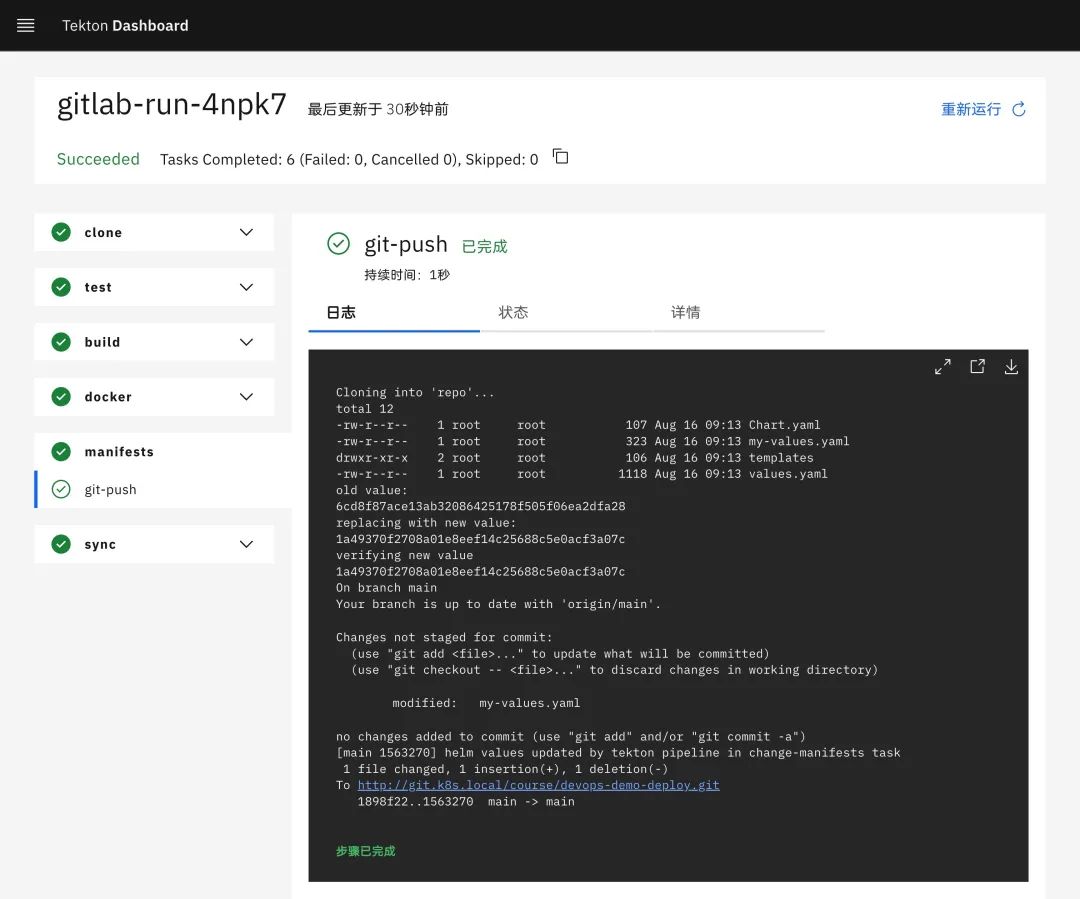 Tekton Dashboard
gitlab-run-4npk7 最后更新于 30秒钟前 重新运行
Succeeded Tasks Completed: 6 (Failed: 0, Cancelled 0), Skipped: 0
clone
test
build
docker
manifests
git-push
sync
git-push 已完成
持续时间: 1秒
日志 状态 详情
Cloning into 'repo'...
total 12
-rw-r--r-- 1 root root 107 Aug 16 09:13 Chart.yaml
-rw-r--r-- 1 root root 323 Aug 16 09:13 my-values.yaml
drwxr-xr-x 2 root root 106 Aug 16 09:13 templates
-rw-r--r-- 1 root root 1118 Aug 16 09:13 values.yaml
old value:
6cd8f87ace13ab32086425178f505f06ea2dfa28
replacing with new value:
1a49370f2708a01e8eef14c25688c5e0acf3a07c
verifying new value
1a49370f2708a01e8eef14c25688c5e0acf3a07c
On branch main
Your branch is up to date with 'origin/main'.
Changes not staged for commit:
(use "git add <file>..." to update what will be committed)
(use "git checkout -- <file>..." to discard changes in working directory)
modified: my-values.yaml
no changes added to commit (use "git add" and/or "git commit -a")
[main 1563270] helm values updated by tekton pipeline in change-manifests task
1 file changed, 1 insertion(+), 1 deletion(-)
To http://git.k8s.local/course/devops-demo-deploy.git
1898f22..1563270 main -> main
步骤已完成